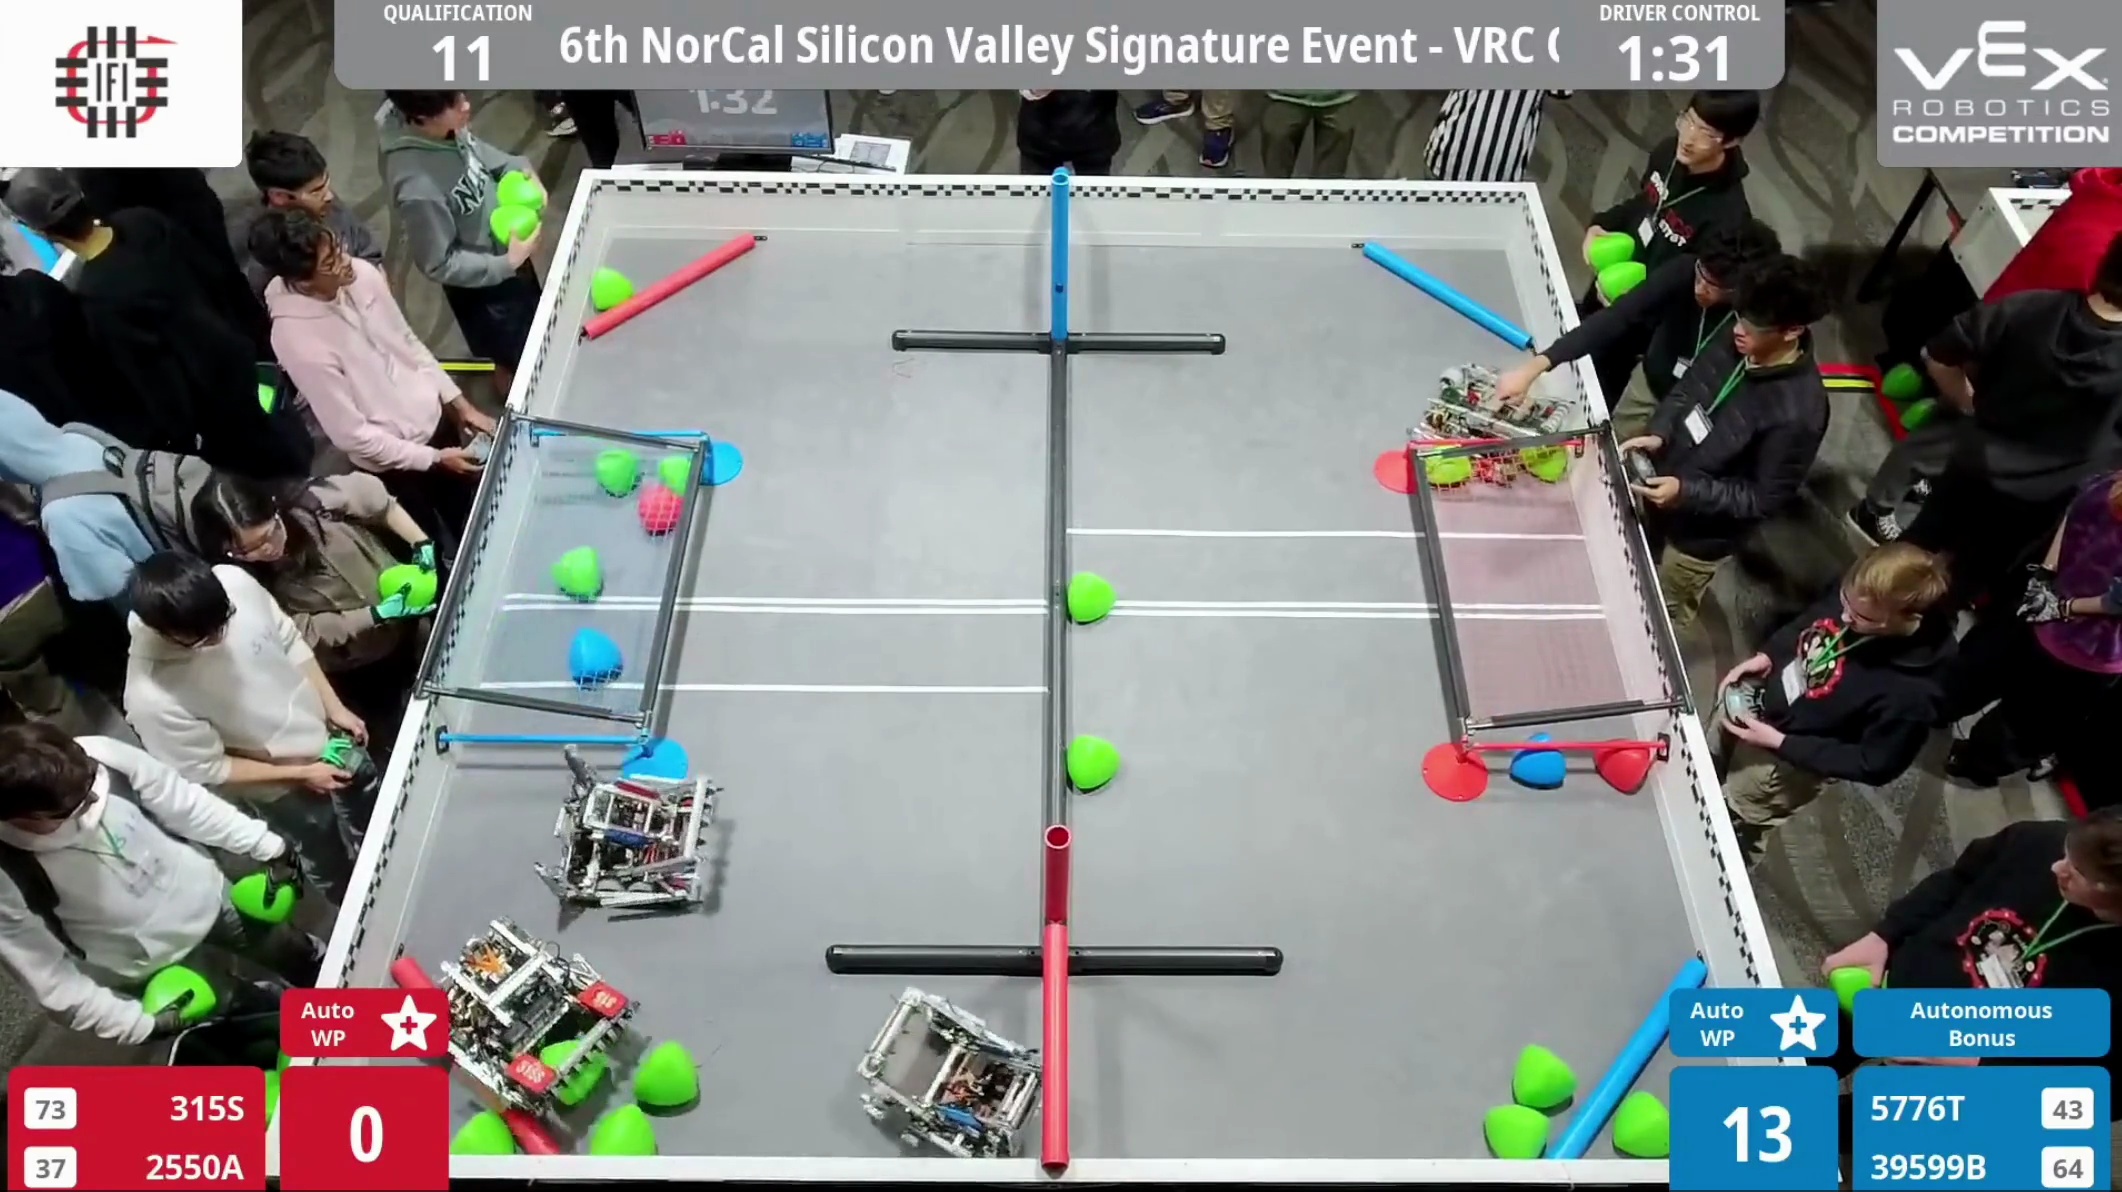 IFI
QUALIFICATION
11
6th NorCal Silicon Valley Signature Event - VRC
DRIVER CONTROL
1:31
VEX
ROBOTICS
COMPETITION
1:32
Auto
WP
73 315S
37 2550A
0
315S
Auto
WP
Autonomous
Bonus
13
5776T 43
39599B 64